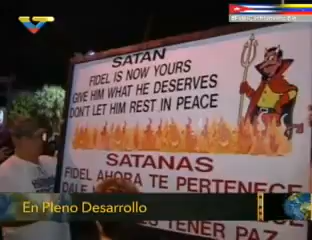 SATAN
FIDEL IS NOW YOURS
GIVE HIM WHAT HE DESERVES
DON'T LET HIM REST IN PEACE
SATANAS
FIDEL AHORA TE PERTENECE
DALE
TENER PAZ
En Pleno Desarrollo